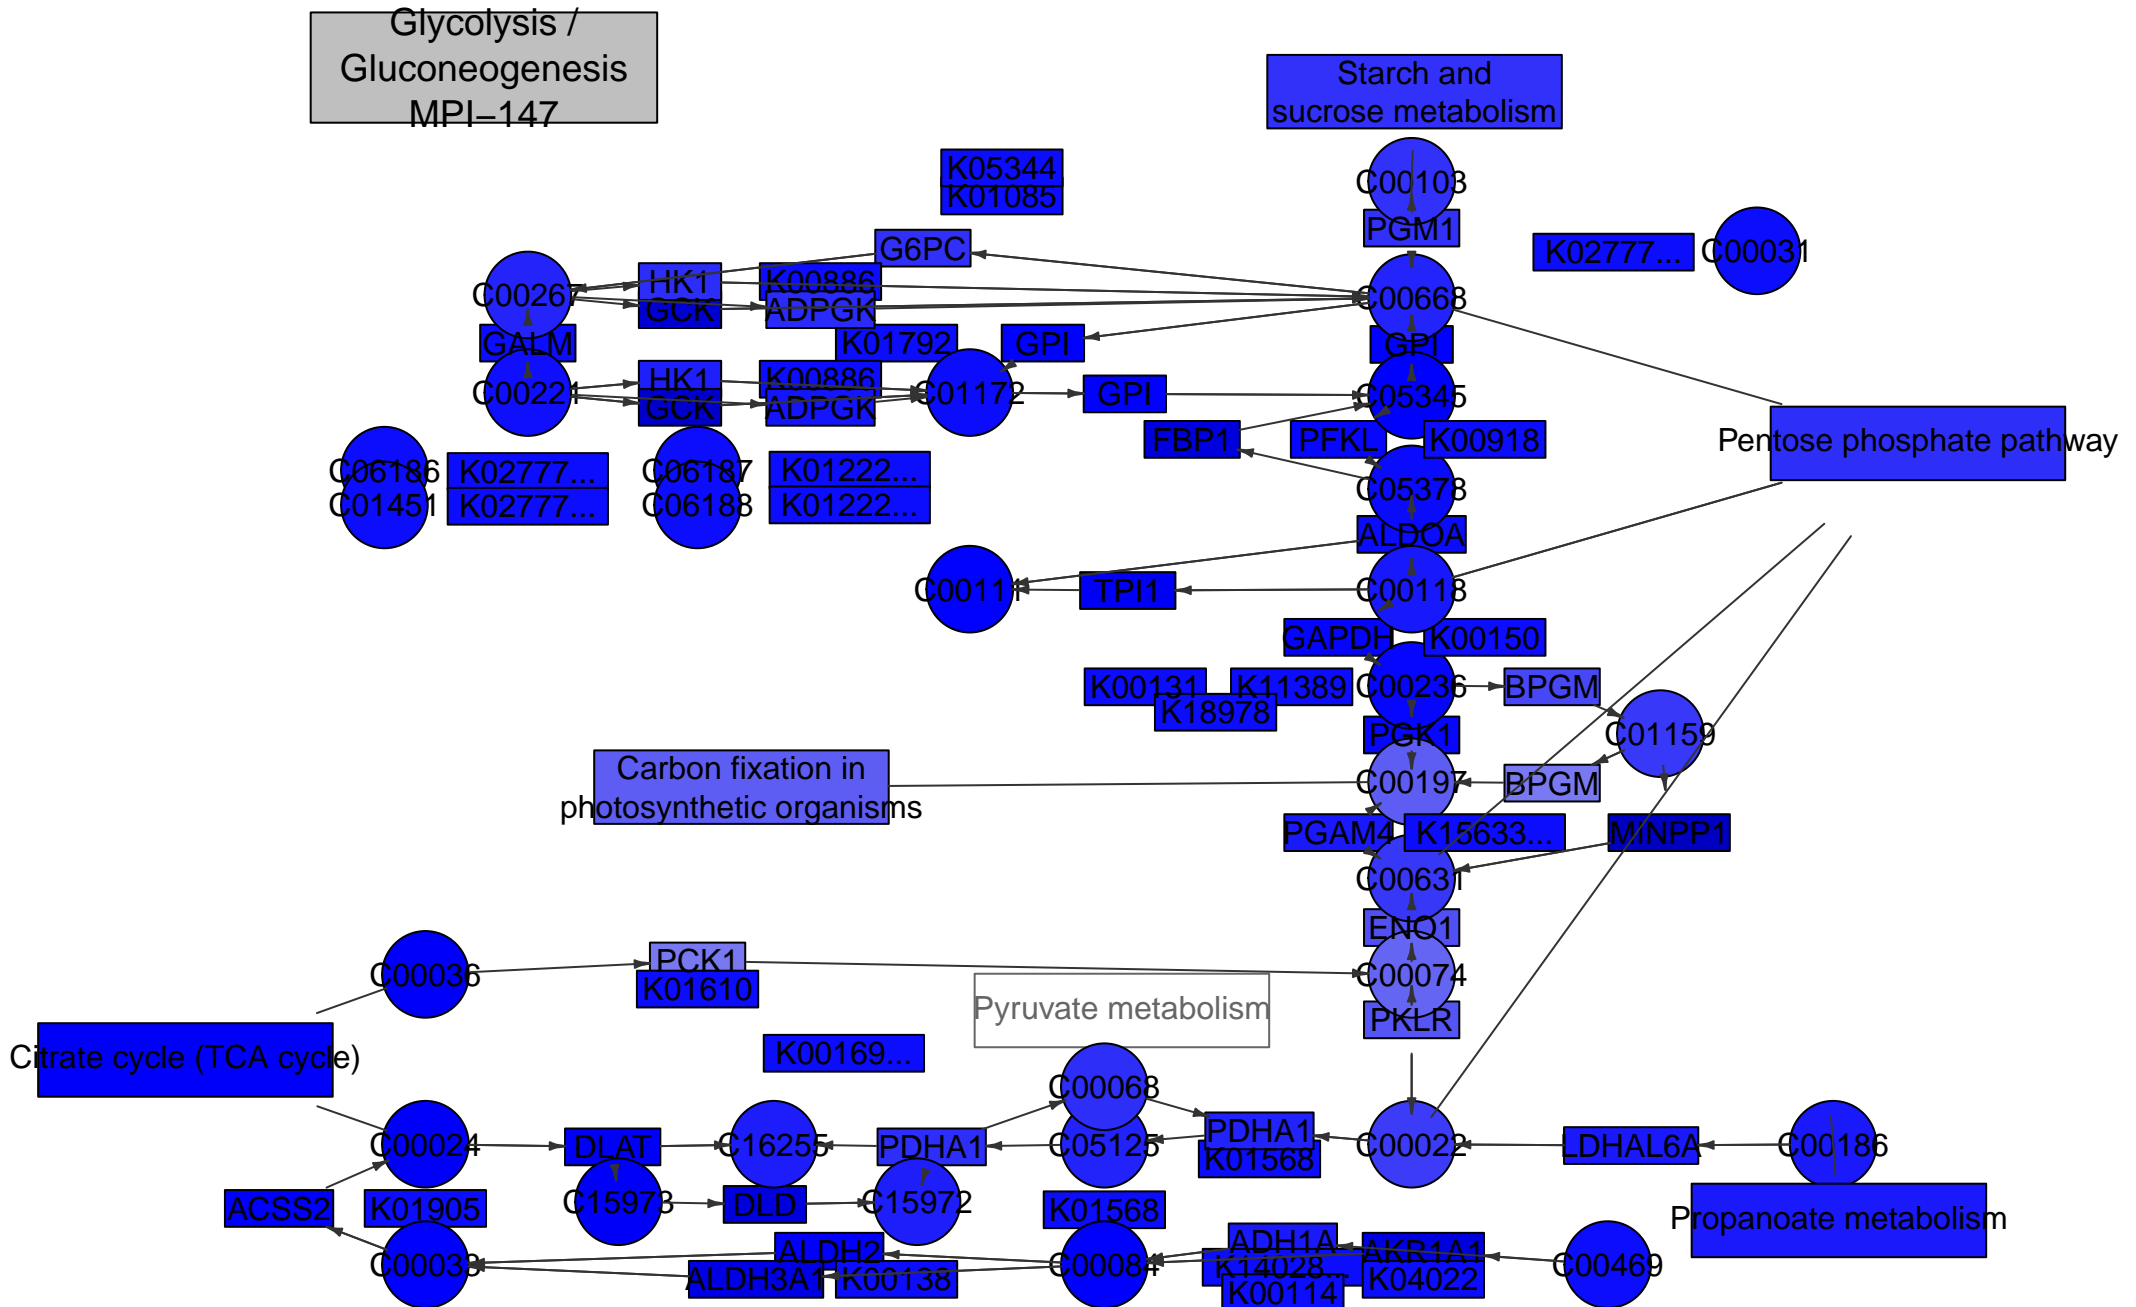 Glycolysis /
Gluconeogenesis
MPI−147
Starch and
sucrose metabolism
K05344
K01085
C00103
PGM1
G6PC
K02777...
C00031
C00267
HK1
K00886
GCK
ADPGK
C00668
GALM
K01792
GPI
GPI
C00221
HK1
K00886
GCK
ADPGK
C01172
GPI
C05345
FBP1
PFKL
K00918
Pentose phosphate pathway
C06186
K02777...
C06187
K01222...
C05378
C01451
K02777...
C06188
K01222...
ALDOA
C00111
TPI1
C00118
GAPDH
K00150
K00131
K11389
C00236
BPGM
K18978
PGK1
C01159
Carbon fixation in
photosynthetic organisms
C00197
BPGM
PGAM4
K15633...
MINPP1
C00631
ENO1
C00036
PCK1
K01610
C00074
Pyruvate metabolism
PKLR
Citrate cycle (TCA cycle)
K00169...
C00068
C00024
DLAT
C16255
PDHA1
C05125
PDHA1
K01568
C00022
LDHAL6A
C00186
ACSS2
K01905
C15973
DLD
C15972
K01568
Propanoate metabolism
C00033
ALDH2
ALDH3A1
K00138
C00084
ADH1A
K14028...
K00114
AKR1A1
K04022
C00469